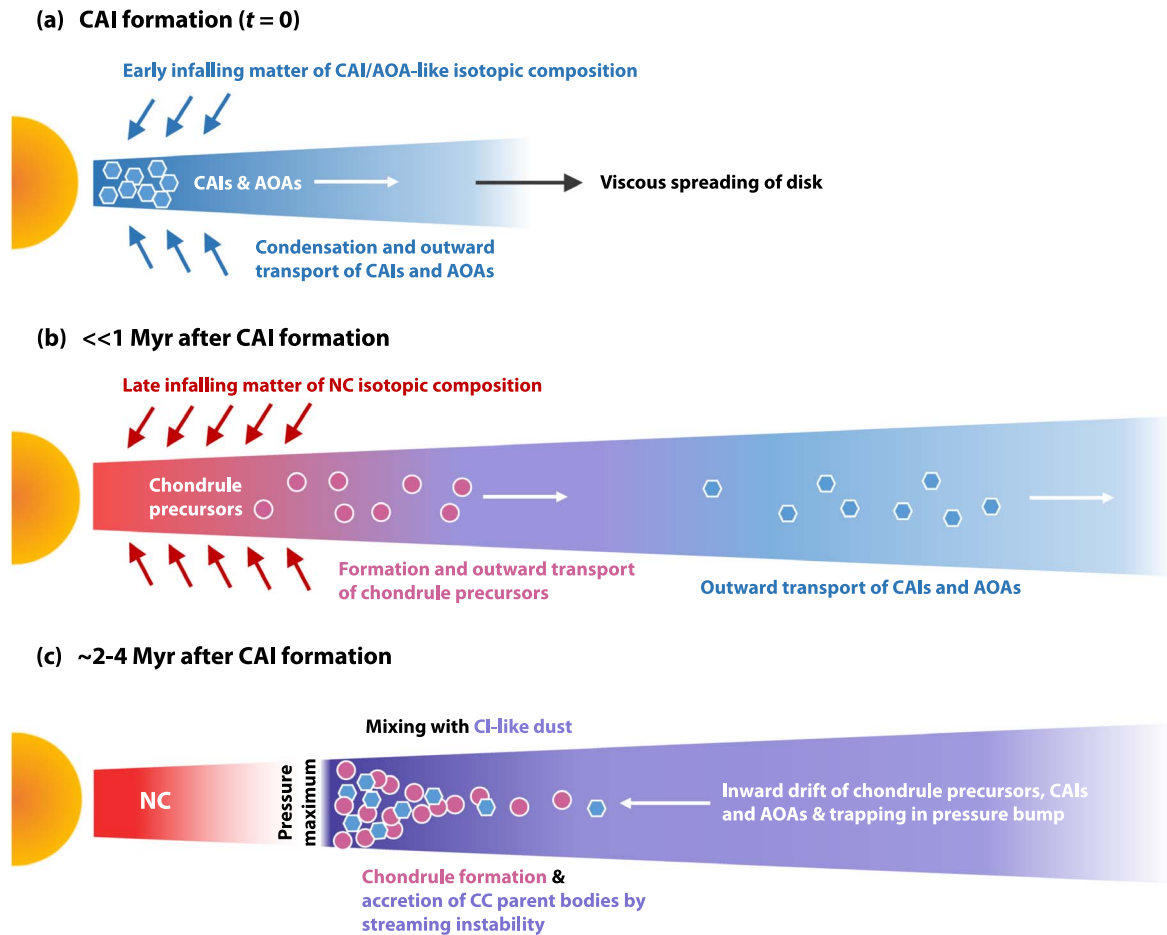 (a) CAI formation (t = 0)
Early infalling matter of CAI/AOA-like isotopic composition
CAIs & AOAs
Viscous spreading of disk
Condensation and outward
transport of CAIs and AOAs
(b) <<1 Myr after CAI formation
Late infalling matter of NC isotopic composition
Chondrule
precursors
Formation and outward transport
of chondrule precursors
Outward transport of CAIs and AOAs
(c) ~2-4 Myr after CAI formation
Mixing with CI-like dust
NC
Pressure
maximum
Inward drift of chondrule precursors, CAIs
and AOAs & trapping in pressure bump
Chondrule formation &
accretion of CC parent bodies by
streaming instability